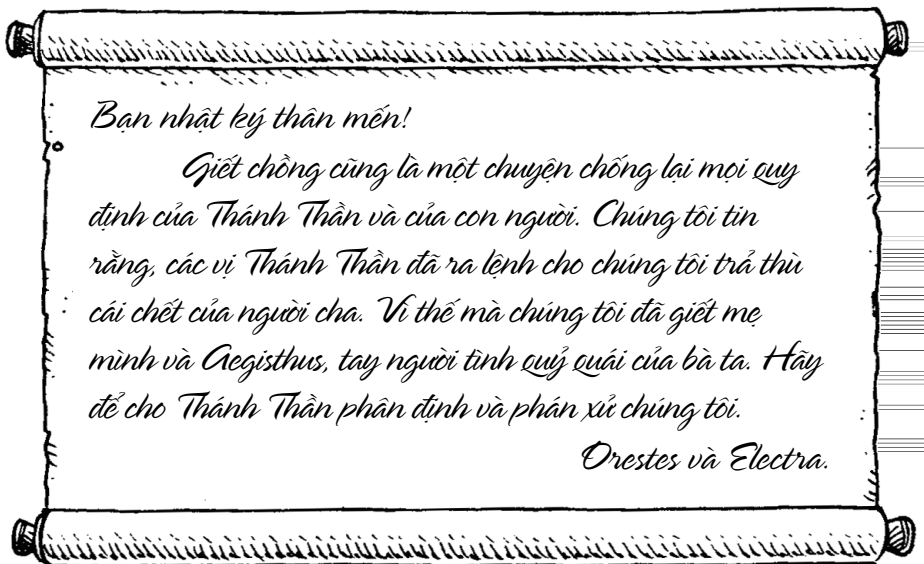 Bạn nhật ký thân mến!
Giết chồng cũng là một chuyện chống lại mọi quy
định của Thánh Thần và của con người. Chúng tôi tin
rằng, các vị Thánh Thần đã ra lệnh cho chúng tôi trả thù
cái chết của người cha. Vì thế mà chúng tôi đã giết mẹ
mình và Aegisthus, tay người tình quỷ quái của bà ta. Hãy
để cho Thánh Thần phân định và phán xử chúng tôi.
Orestes và Electra.